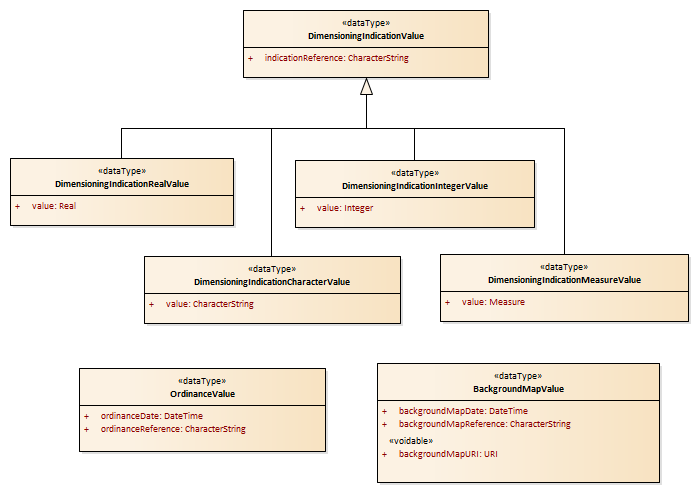 «dataType»
DimensioningIndicationValue
+ indicationReference: CharacterString
«dataType»
DimensioningIndicationRealValue
+ value: Real
«dataType»
DimensioningIndicationIntegerValue
+ value: Integer
«dataType»
DimensioningIndicationCharacterValue
+ value: CharacterString
«dataType»
DimensioningIndicationMeasureValue
+ value: Measure
«dataType»
OrdinanceValue
+ ordinanceDate: DateTime
+ ordinanceReference: CharacterString
«dataType»
BackgroundMapValue
+ backgroundMapDate: DateTime
+ backgroundMapReference: CharacterString
«voidable»
+ backgroundMapURI: URI